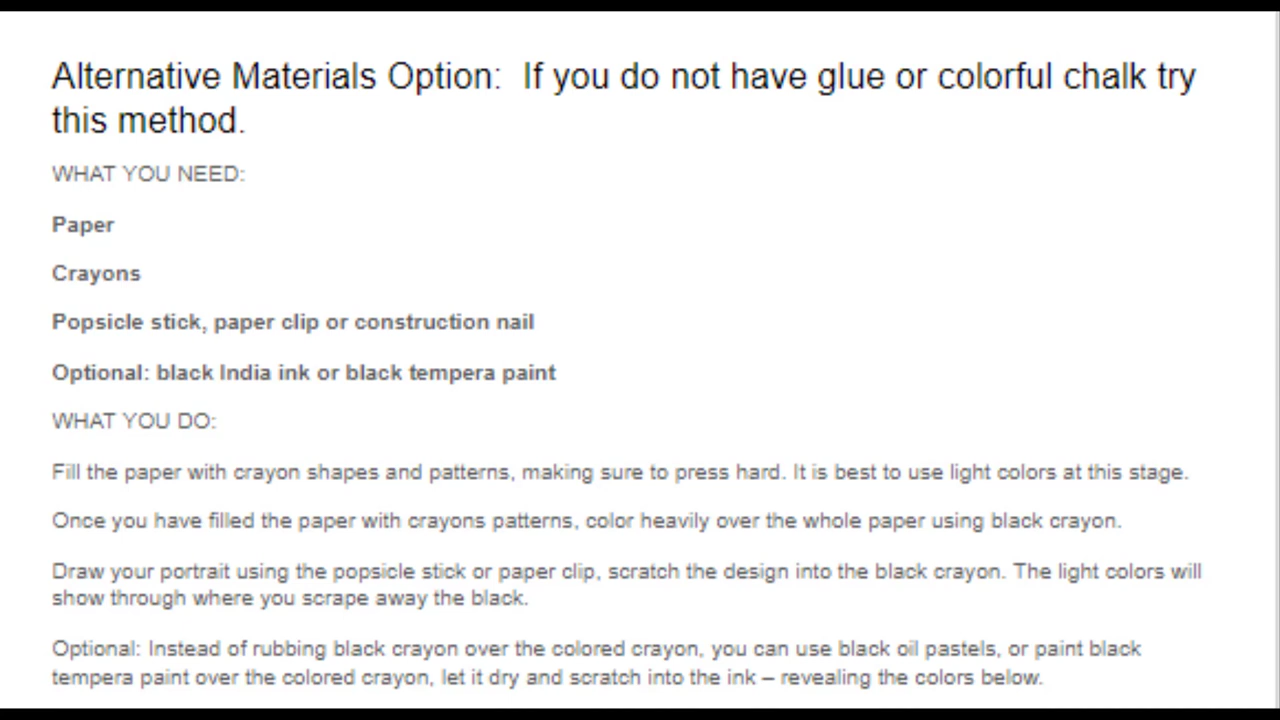 Alternative Materials Option:  If you do not have glue or colorful chalk try
this method.
WHAT YOU NEED:
Paper
Crayons
Popsicle stick, paper clip or construction nail
Optional: black India ink or black tempera paint
WHAT YOU DO:
Fill the paper with crayon shapes and patterns, making sure to press hard. It is best to use light colors at this stage.
Once you have filled the paper with crayons patterns, color heavily over the whole paper using black crayon.
Draw your portrait using the popsicle stick or paper clip, scratch the design into the black crayon. The light colors will
show through where you scrape away the black.
Optional: Instead of rubbing black crayon over the colored crayon, you can use black oil pastels, or paint black
tempera paint over the colored crayon, let it dry and scratch into the ink – revealing the colors below.